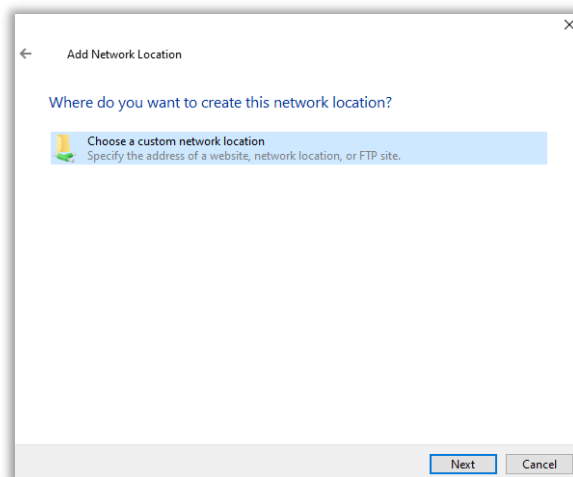 Add Network Location
Where do you want to create this network location?
Choose a custom network location
Specify the address of a website, network location, or FTP site.
Next
Cancel